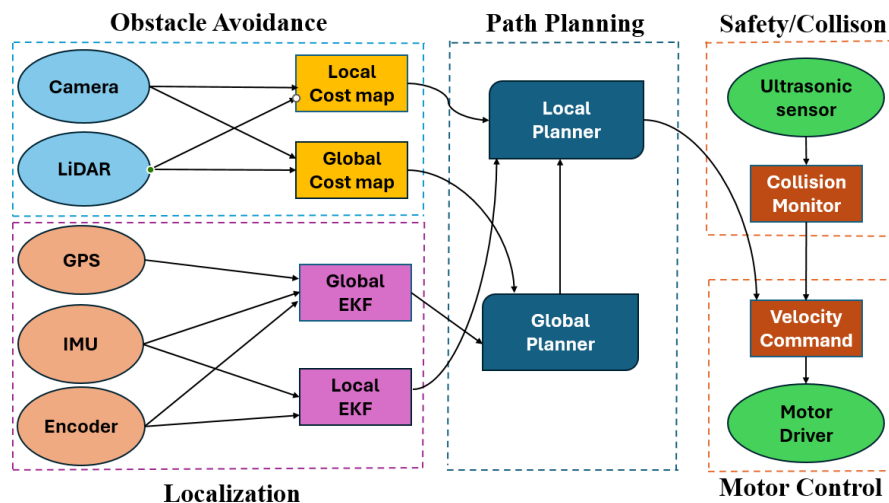 Obstacle Avoidance
Camera
LiDAR
Local
Cost map
Global
Cost map
GPS
IMU
Encoder
Global
EKF
Local
EKF
Localization
Path Planning
Local
Planner
Global
Planner
Safety/Collison
Ultrasonic
sensor
Collision
Monitor
Velocity
Command
Motor
Driver
Motor Control